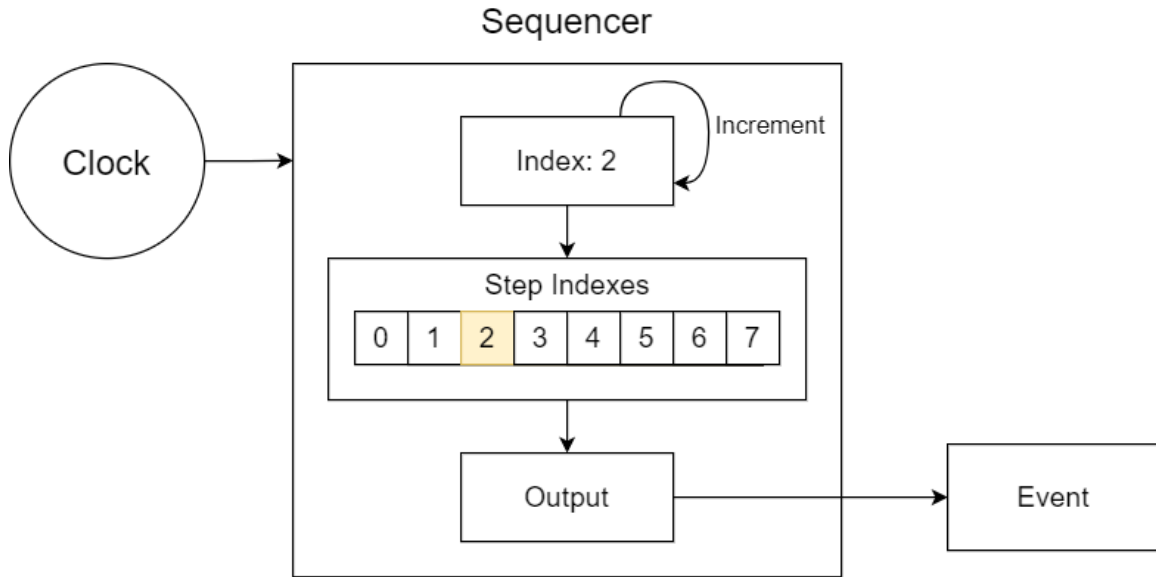 Sequencer
Clock
Index: 2
Increment
Step Indexes
0 1 2 3 4 5 6 7
Output
Event